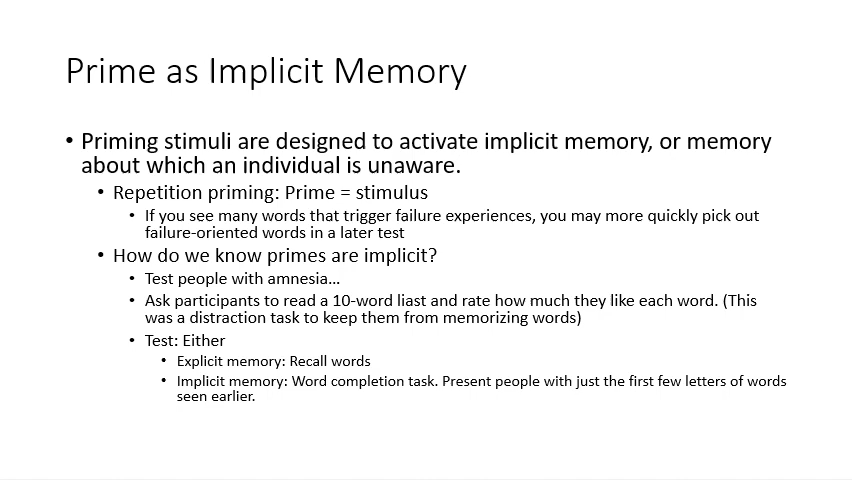 Prime as Implicit Memory
• Priming stimuli are designed to activate implicit memory, or memory
about which an individual is unaware.
• Repetition priming: Prime = stimulus
• If you see many words that trigger failure experiences, you may more quickly pick out
failure-oriented words in a later test
• How do we know primes are implicit?
• Test people with amnesia…
• Ask participants to read a 10-word liast and rate how much they like each word. (This
was a distraction task to keep them from memorizing words)
• Test: Either
• Explicit memory: Recall words
• Implicit memory: Word completion task. Present people with just the first few letters of words
seen earlier.